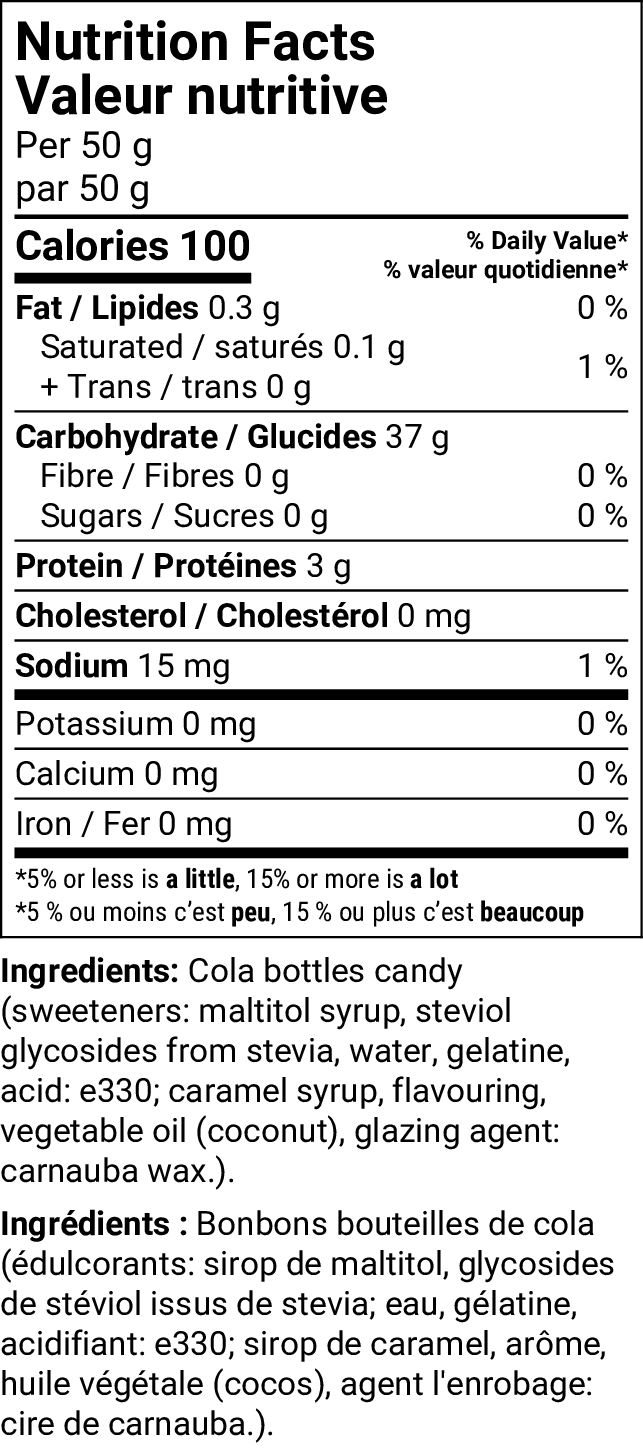 Nutrition Facts
Valeur nutritive
Per 50 g
par 50 g
Calories 100
% Daily Value*
% valeur quotidienne*
Fat / Lipides 0.3 g 0 %
Saturated / saturés 0.1 g
+ Trans / trans 0 g
1 %
Carbohydrate / Glucides 37 g
Fibre / Fibres 0 g 0 %
Sugars / Sucres 0 g 0 %
Protein / Protéines 3 g
Cholesterol / Cholestérol 0 mg
Sodium 15 mg 1 %
Potassium 0 mg 0 %
Calcium 0 mg 0 %
Iron / Fer 0 mg 0 %
*5% or less is a little, 15% or more is a lot
*5 % ou moins c’est peu, 15 % ou plus c’est beaucoup
Ingredients: Cola bottles candy
(sweeteners: maltitol syrup, steviol
glycosides from stevia, water, gelatine,
acid: e330; caramel syrup, flavouring,
vegetable oil (coconut), glazing agent:
carnauba wax.).
Ingrédients : Bonbons bouteilles de cola
(édulcorants: sirop de maltitol, glycosides
de stéviol issus de stevia; eau, gélatine,
acidifiant: e330; sirop de caramel, arôme,
huile végétale (cocos), agent l'enrobage:
cire de carnauba.).